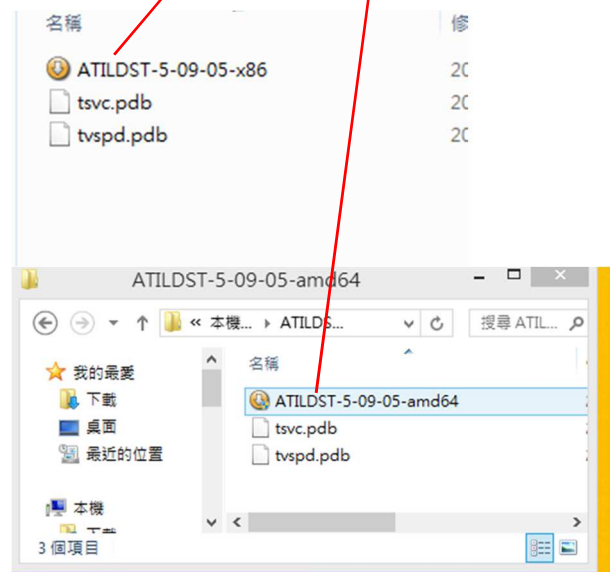 名稱
修
ATILDST-5-09-05-x86
20
tsvc.pdb
20
tvspd.pdb
20
ATILDST-5-09-05-amd64
« 本機... ▸ ATILDS...
搜尋 ATIL...
我的最愛
下載
桌面
最近的位置
本機
名稱
ATILDST-5-09-05-amd64
tsvc.pdb
tvspd.pdb
3 個項目